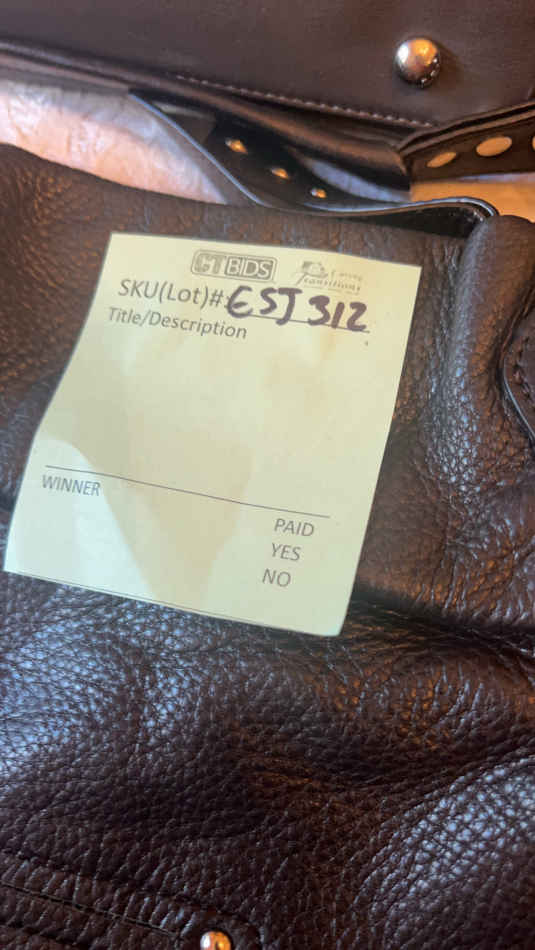 CTBIDS
Caring
Transitions
SKU(Lot)#: ESJ 312
Title/Description
WINNER
PAID
YES
NO